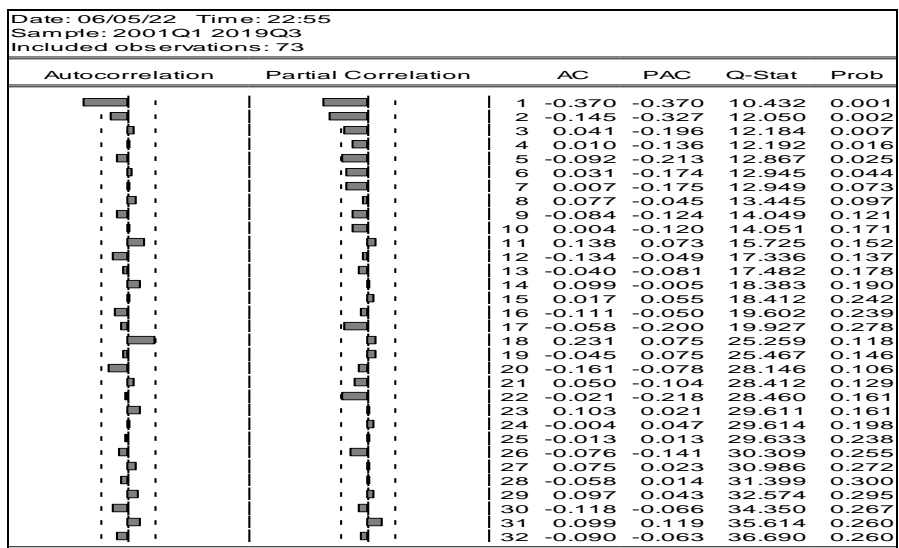 Date: 06/05/22 Time: 22:55
Sample: 2001Q1 2019Q3
Included observations: 73
Autocorrelation Partial Correlation AC PAC Q-Stat Prob
1 -0.370 -0.370 10.432 0.001
2 -0.145 -0.327 12.050 0.002
3 0.041 -0.196 12.184 0.007
4 0.010 -0.136 12.192 0.016
5 -0.092 -0.213 12.867 0.025
6 0.031 -0.174 12.945 0.044
7 0.007 -0.175 12.949 0.073
8 0.077 -0.045 13.445 0.097
9 -0.084 -0.124 14.049 0.121
10 0.004 -0.120 14.051 0.171
11 0.138 0.073 15.725 0.152
12 -0.134 -0.049 17.336 0.137
13 -0.040 -0.081 17.482 0.178
14 0.099 -0.005 18.383 0.190
15 0.017 0.055 18.412 0.242
16 -0.111 -0.050 19.602 0.239
17 -0.058 -0.200 19.927 0.278
18 0.231 0.075 25.259 0.118
19 -0.045 0.075 25.467 0.146
20 -0.161 -0.078 28.146 0.106
21 0.050 -0.104 28.412 0.129
22 -0.021 -0.218 28.460 0.161
23 0.103 0.021 29.611 0.161
24 -0.004 0.047 29.614 0.198
25 -0.013 0.013 29.633 0.238
26 -0.076 -0.141 30.309 0.255
27 0.075 0.023 30.986 0.272
28 -0.058 0.014 31.399 0.300
29 0.097 0.043 32.574 0.295
30 -0.118 -0.066 34.350 0.267
31 0.099 0.119 35.614 0.260
32 -0.090 -0.063 36.690 0.260